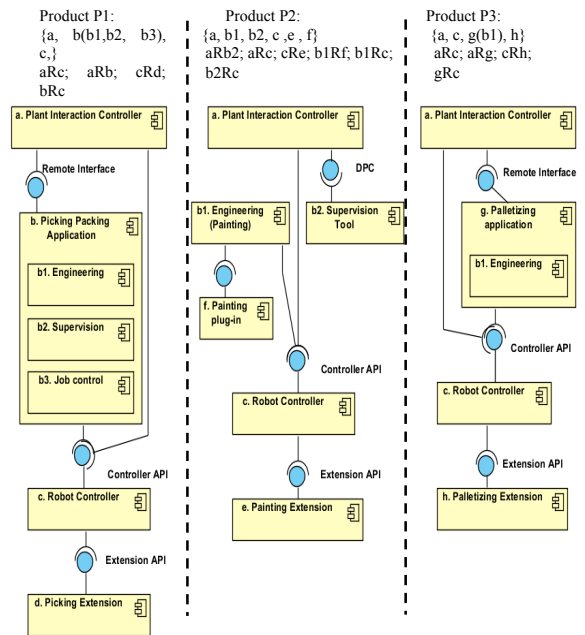 Product P1:
{a, b(b1,b2, b3),
c,}
aRc; aRb; cRd;
bRc
a. Plant Interaction Controller
Remote Interface
b. Picking Packing
Application
b1. Engineering
b2. Supervision
b3. Job control
Controller API
c. Robot Controller
Extension API
d. Picking Extension
Product P2:
{a, b1, b2, c ,e , f}
aRb2; aRc; cRe; b1Rf; b1Rc;
b2Rc
a. Plant Interaction Controller
DPC
b1. Engineering
(Painting)
b2. Supervision
Tool
f. Painting
plug-in
Controller API
c. Robot Controller
Extension API
e. Painting Extension
Product P3:
{a, c, g(b1), h}
aRc; aRg; cRh;
gRc
a. Plant Interaction Controller
Remote Interface
g. Palletizing
application
b1. Engineering
Controller API
c. Robot Controller
Extension API
h. Palletizing Extension